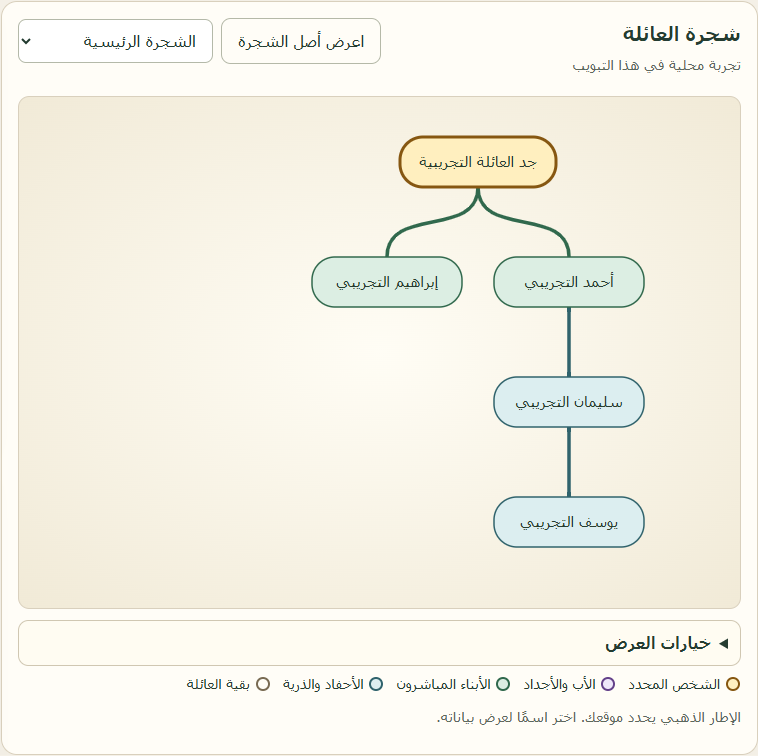 شجرة العائلة
تجربة محلية في هذا التبويب
اعرض أصل الشجرة
الشجرة الرئيسية
جد العائلة التجريبية
أحمد التجريبي
إبراهيم التجريبي
سليمان التجريبي
يوسف التجريبي
خيارات العرض
الشخص المحدد
الأب والأجداد
الأبناء المباشرون
الأحفاد والذرية
بقية العائلة
الإطار الذهبي يحدد موقعك. اختر اسمًا لعرض بياناته.